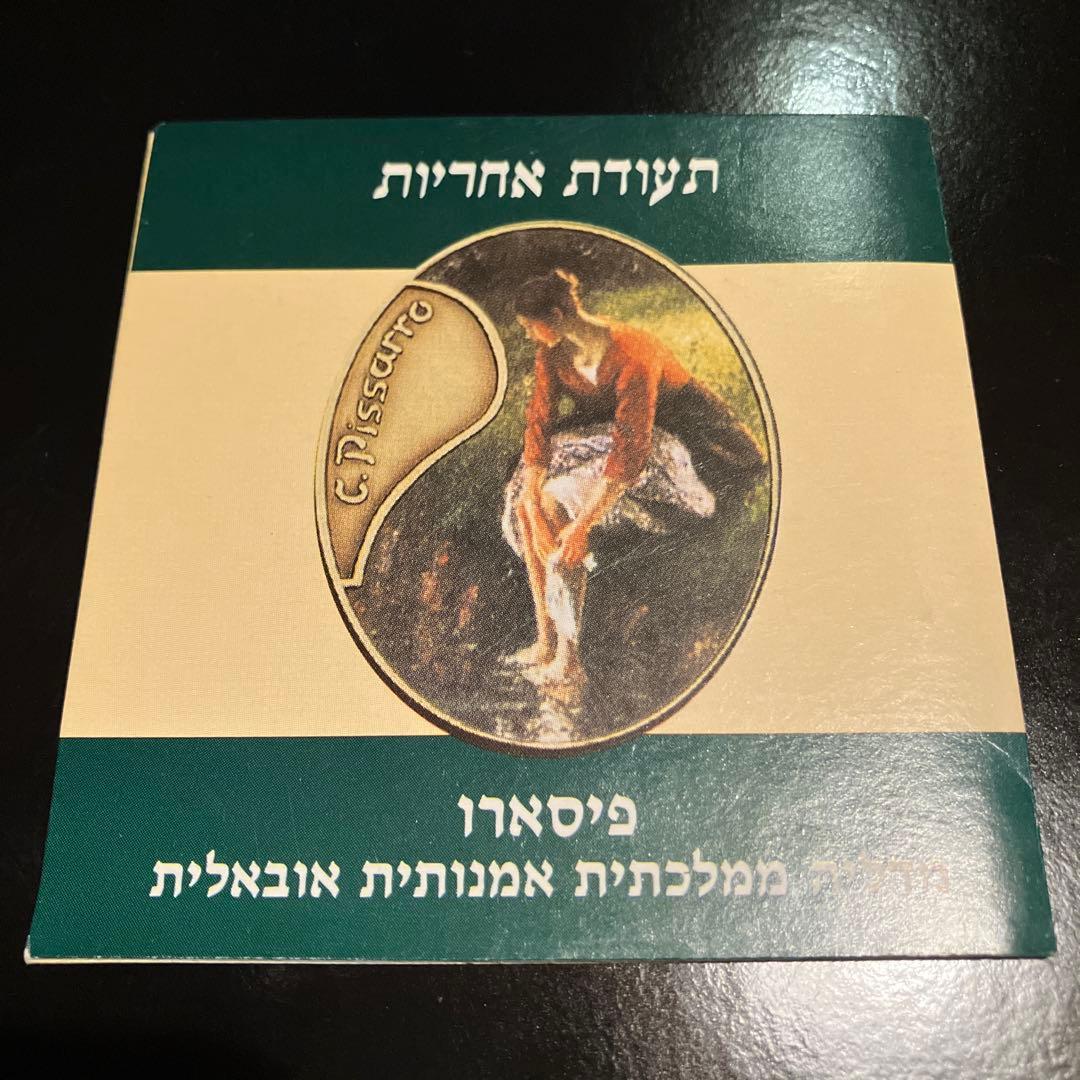 תעודת אחריות
C. Pissarro
פיסארו
מדליה ממלכתית אמנותית אובאלית